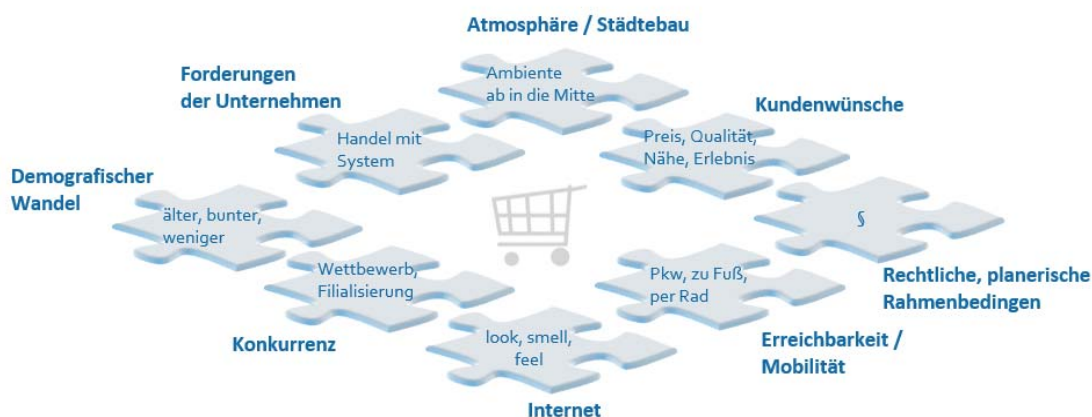 Atmosphäre / Städtebau
Ambiente
ab in die Mitte
Forderungen
der Unternehmen
Handel mit
System
Kundenwünsche
Preis, Qualität,
Nähe, Erlebnis
Demografischer
Wandel
älter, bunter,
weniger
§
Rechtliche, planerische
Rahmenbedingen
Wettbewerb,
Filialisierung
Konkurrenz
Pkw, zu Fuß,
per Rad
Erreichbarkeit /
Mobilität
look, smell,
feel
Internet